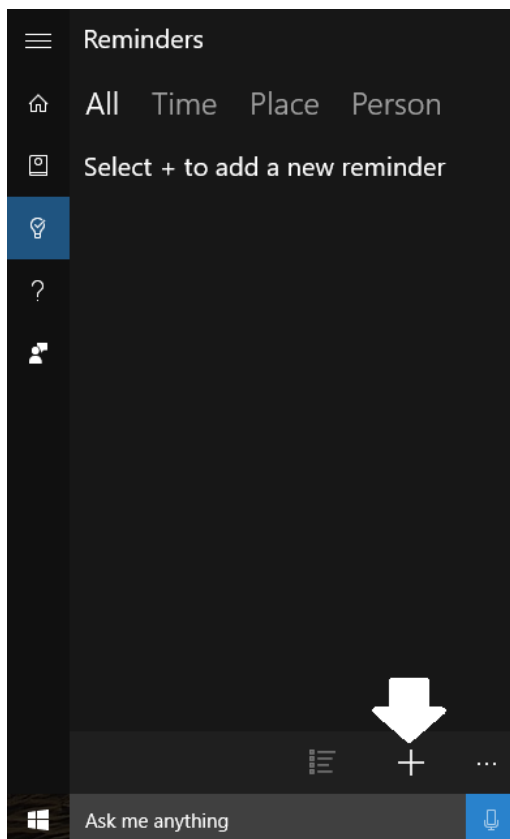 Reminders
All Time Place Person
Select + to add a new reminder
?
+ ...
Ask me anything